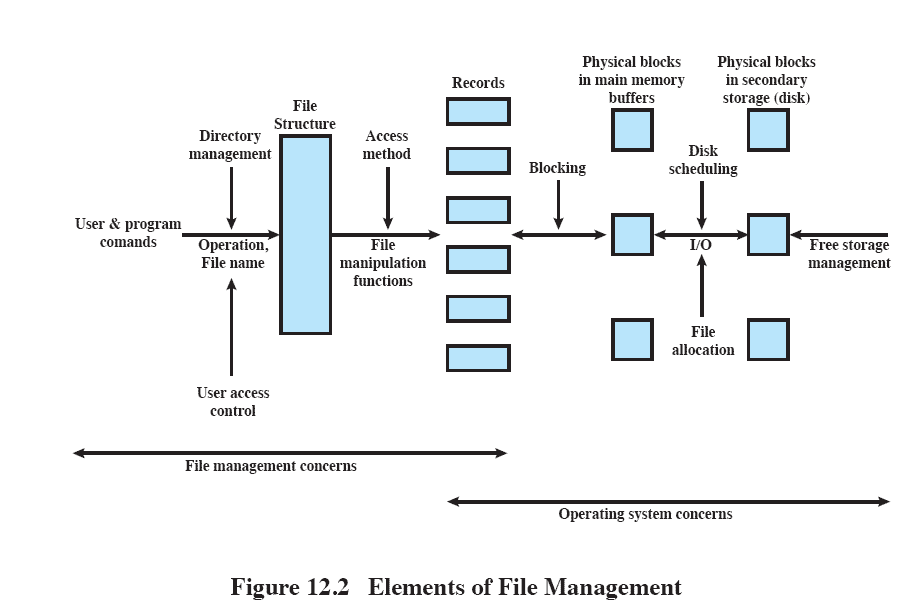 Physical blocks
in main memory
buffers
Physical blocks
in secondary
storage (disk)
Records
File
Structure
Directory
management
Access
method
Blocking
Disk
scheduling
User & program
comands
Operation,
File name
File
manipulation
functions
I/O
Free storage
management
File
allocation
User access
control
File management concerns
Operating system concerns
Figure 12.2 Elements of File Management